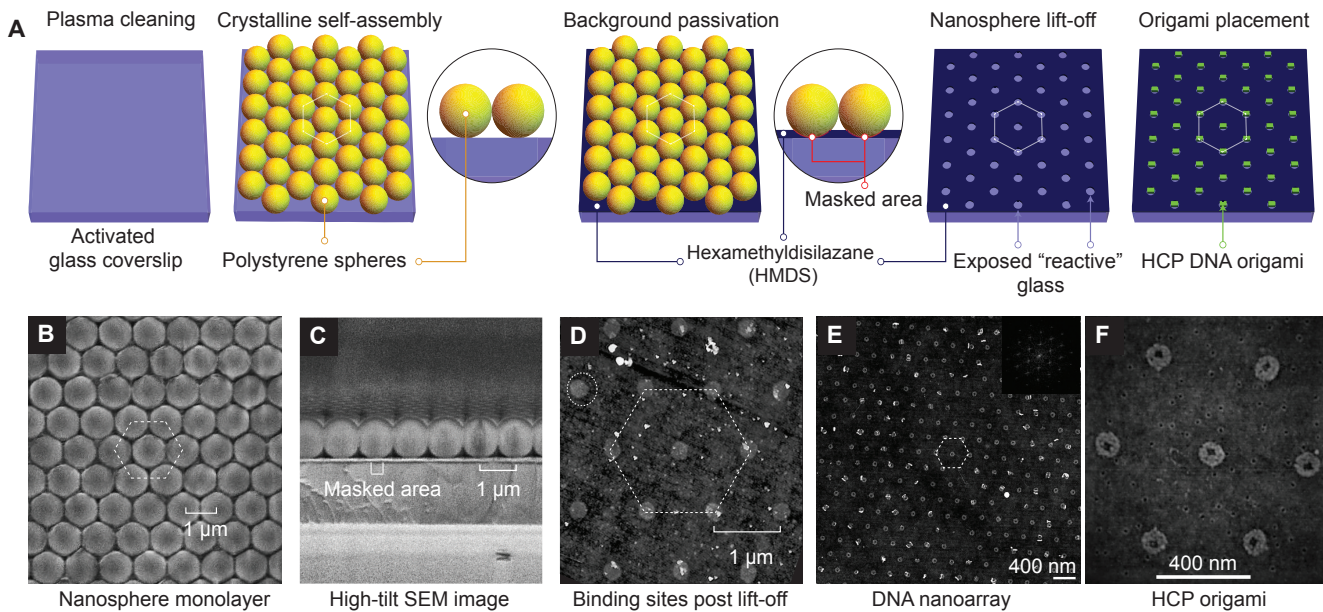 A
Plasma cleaning
Crystalline self-assembly
Background passivation
Nanosphere lift-off
Origami placement
Masked area
Activated
glass coverslip
Polystyrene spheres
Hexamethyldisilazane
(HMDS)
Exposed “reactive”
glass
HCP DNA origami
B
1 μm
Nanosphere monolayer
C
Masked area
1 μm
High-tilt SEM image
D
1 μm
Binding sites post lift-off
E
400 nm
DNA nanoarray
F
400 nm
HCP origami